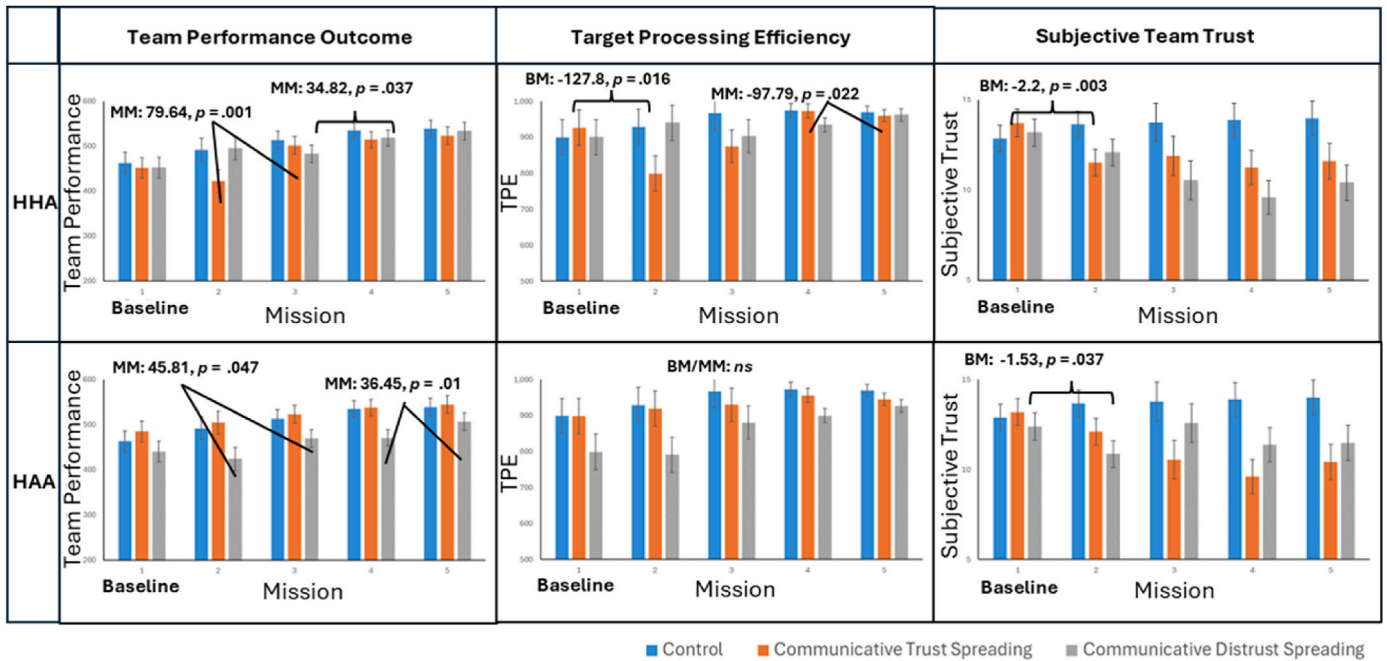 Team Performance Outcome
Target Processing Efficiency
Subjective Team Trust
HHA
MM: 79.64, p = .001
MM: 34.82, p = .037
Team Performance
600
500
400
300
200
1
2
3
4
5
Baseline
Mission
BM: -127.8, p = .016
MM: -97.79, p = .022
TPE
1,000
900
800
700
600
500
1
2
3
4
5
Baseline
Mission
BM: -2.2, p = .003
Subjective Trust
15
10
5
1
2
3
4
5
Baseline
Mission
HAA
MM: 45.81, p = .047
MM: 36.45, p = .01
Team Performance
600
500
400
300
200
1
2
3
4
5
Baseline
Mission
BM/MM: ns
TPE
1,000
900
800
700
600
500
1
2
3
4
5
Baseline
Mission
BM: -1.53, p = .037
Subjective Trust
15
10
5
1
2
3
4
5
Baseline
Mission
Control
Communicative Trust Spreading
Communicative Distrust Spreading